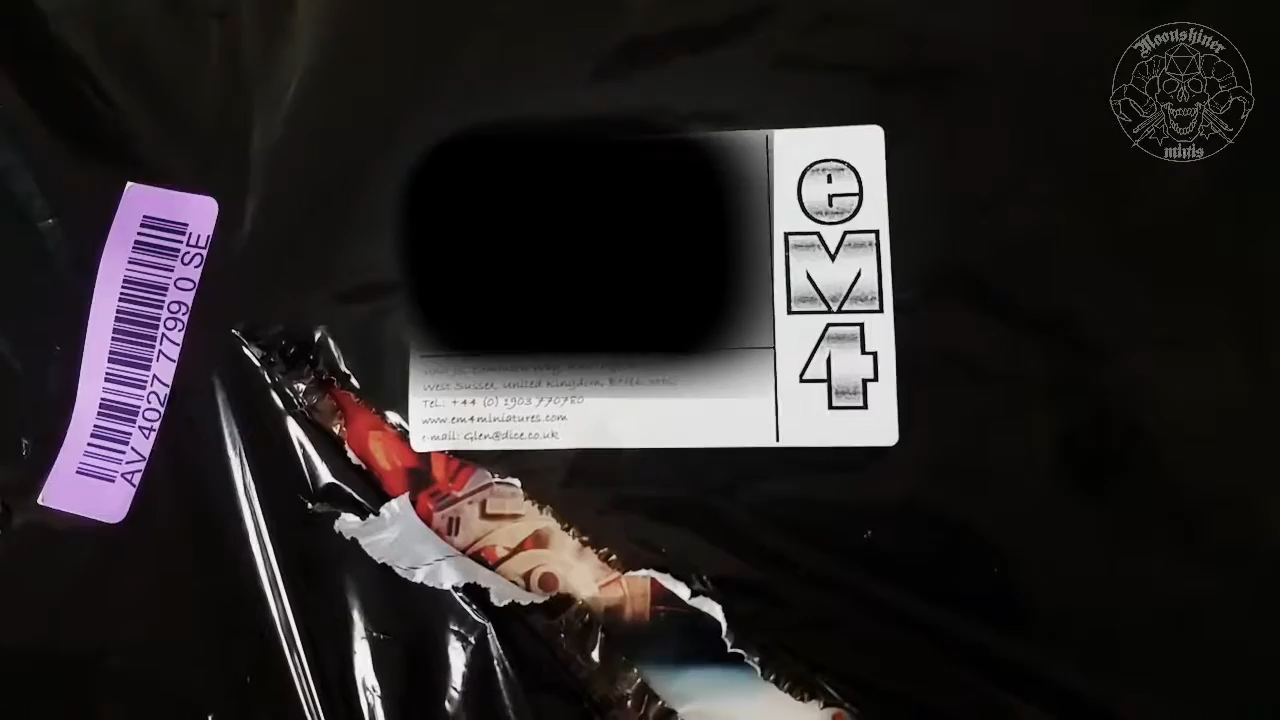 Moonshiner
minis
eM4
AV 4027 7799 0 SE
West Sussex, United Kingdom,
Tel: +44 (0) 1903 770780
www.em4miniatures.com
e-mail: Glen@dice.co.uk